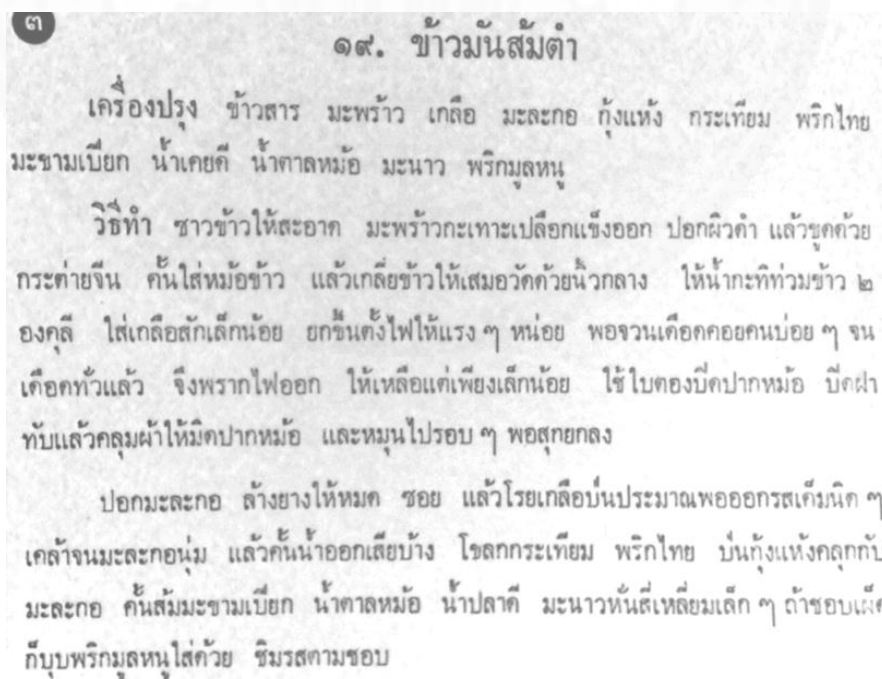 ๓
๑๙. ข้าวมันส้มตำ
เครื่องปรุง ข้าวสาร มะพร้าว เกลือ มะละกอ กุ้งแห้ง กระเทียม พริกไทย
มะขามเปียก น้ำเคยดี น้ำตาลหม้อ มะนาว พริกมูลหนู
วิธีทำ ซาวข้าวให้สะอาด มะพร้าวกะเทาะเปลือกแข็งออก ปอกผิวดำ แล้วขูดด้วย
กระต่ายจีน คั้นใส่หม้อข้าว แล้วเกลี่ยข้าวให้เสมอวัดด้วยนิ้วกลาง ให้น้ำกะทิท่วมข้าว ๒
องคุลี ใส่เกลือสักเล็กน้อย ยกขึ้นตั้งไฟให้แรง ๆ หน่อย พอจวนเดือดคอยคนบ่อย ๆ จน
เดือดทั่วแล้ว จึงพรากไฟออก ให้เหลือแต่เพียงเล็กน้อย ใช้ใบตองปิดปากหม้อ ปิดฝา
ทับแล้วคลุมผ้าให้มิดปากหม้อ และหมุนไปรอบ ๆ พอสุกยกลง
ปอกมะละกอ ล้างยางให้หมด ซอย แล้วโรยเกลือป่นประมาณพอออกรสเค็มนิด ๆ
เคล้าจนมะละกอนุ่ม แล้วคั้นน้ำออกเสียบ้าง โขลกกระเทียม พริกไทย ป่นกุ้งแห้งคลุกกับ
มะละกอ คั้นส้มมะขามเปียก น้ำตาลหม้อ น้ำปลาดี มะนาวหั่นสี่เหลี่ยมเล็ก ๆ ถ้าชอบเผ็ด
ก็บุบพริกมูลหนูใส่ด้วย ชิมรสตามชอบ